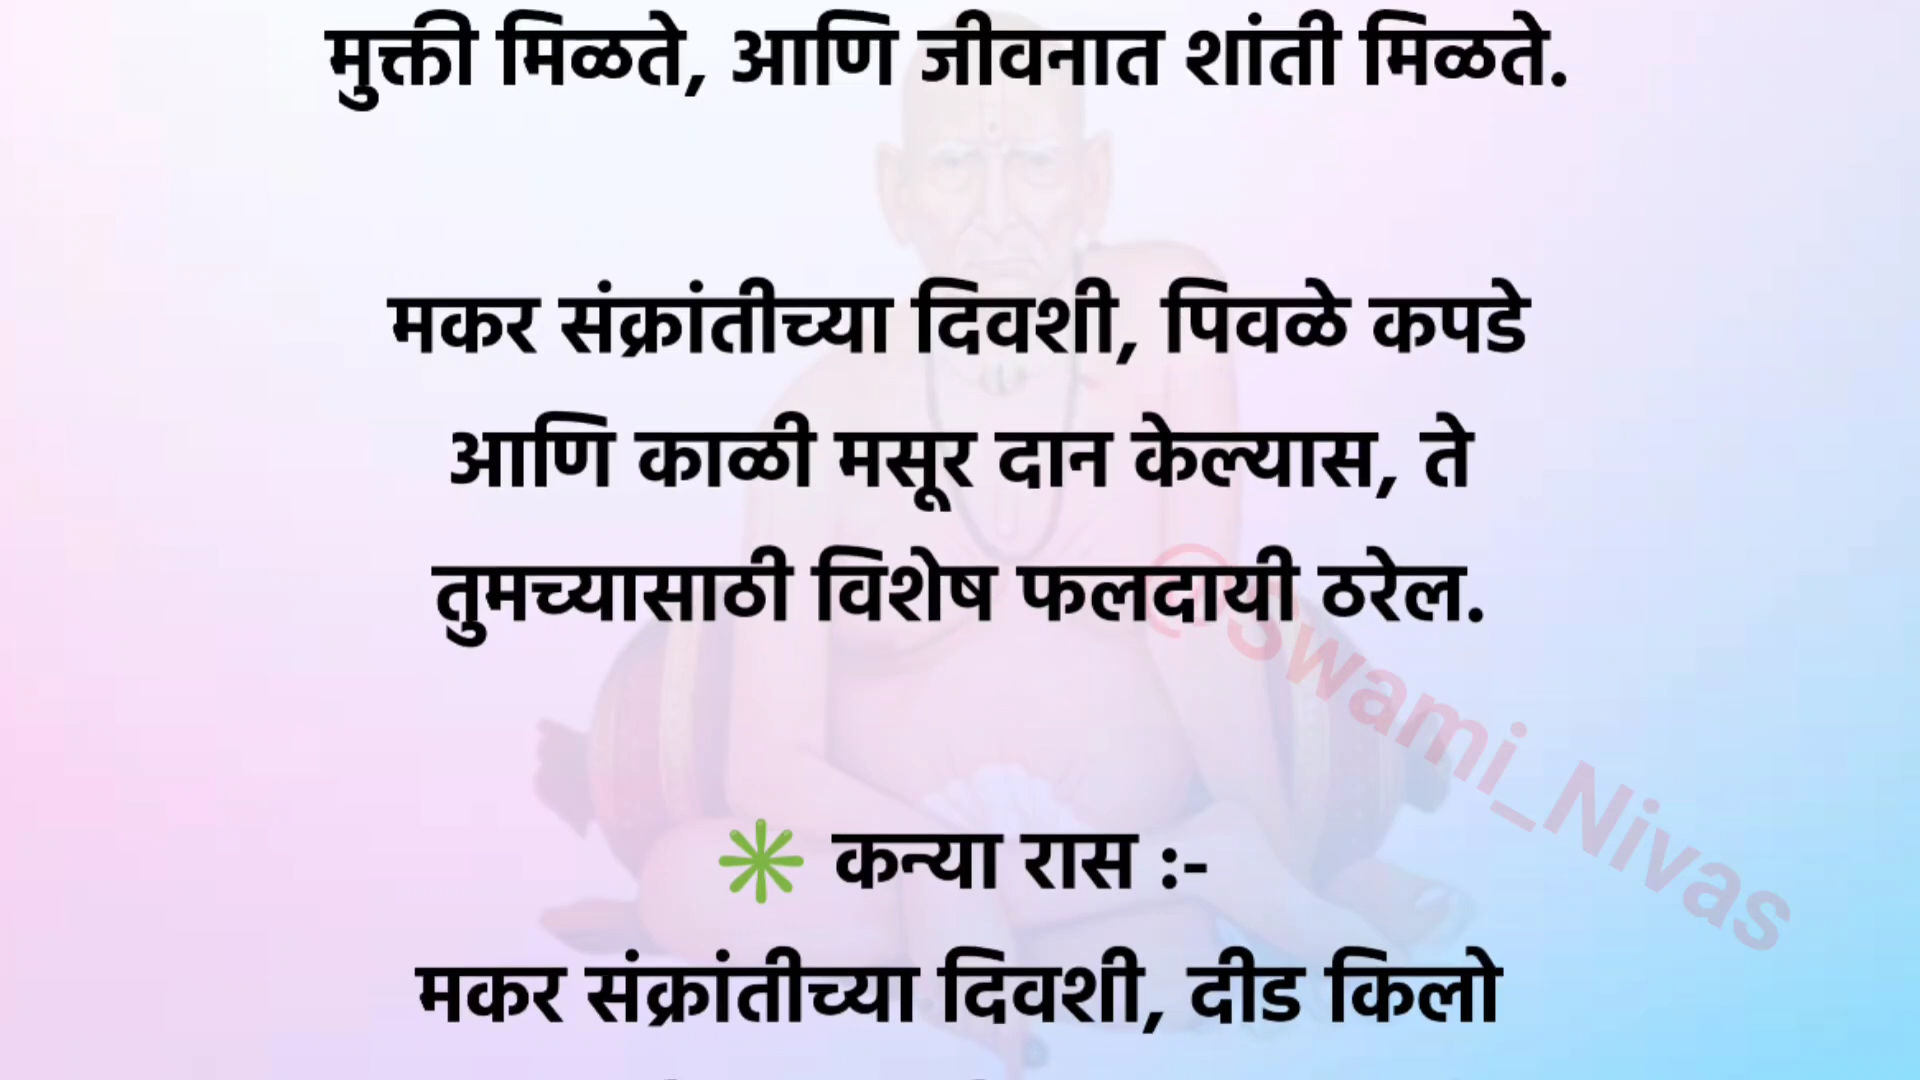 मुक्ती मिळते, आणि जीवनात शांती मिळते.
मकर संक्रांतीच्या दिवशी, पिवळे कपडे
आणि काळी मसूर दान केल्यास, ते
तुमच्यासाठी विशेष फलदायी ठरेल.
@Swami_Nivas
✳ कन्या रास :-
मकर संक्रांतीच्या दिवशी, दीड किलो